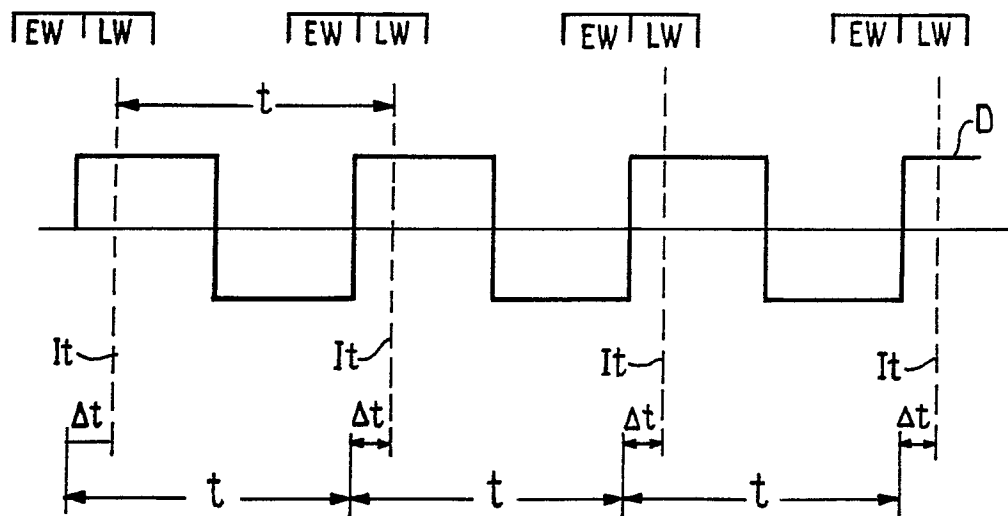 EW LW EW LW EW LW EW LW
t
D
It It It It
Δt Δt Δt Δt
t t t